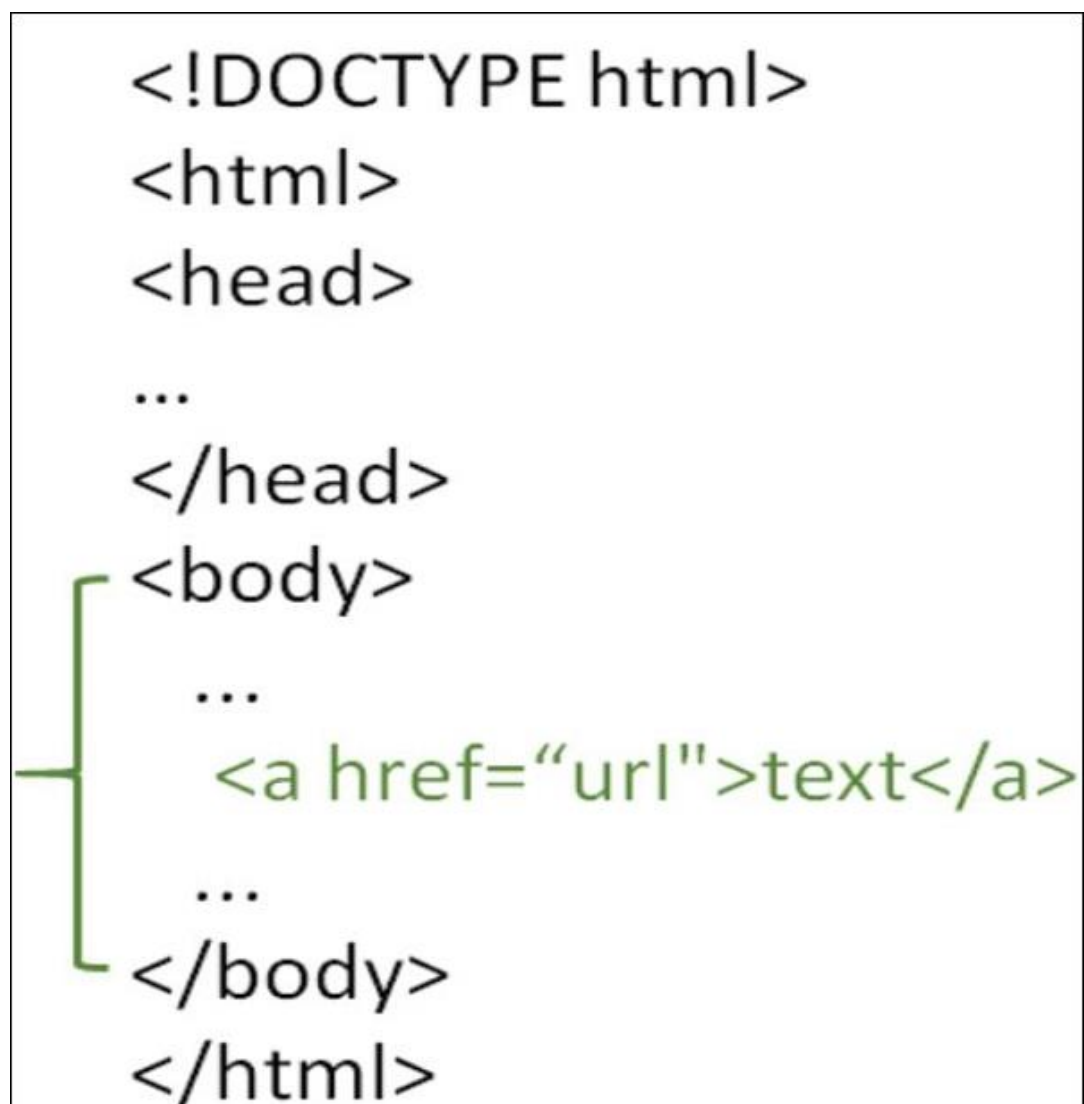 <!DOCTYPE html>
<html>
<head>
...
</head>
<body>
...
<a href=“url">text</a>
...
</body>
</html>